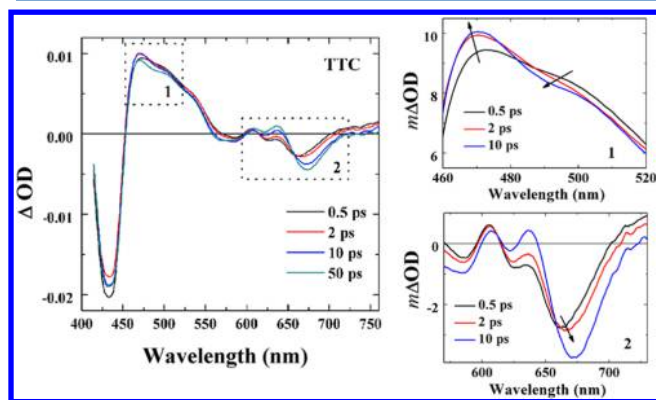 TTC
0.01
0.00
-0.01
-0.02
Δ OD
1
2
0.5 ps
2 ps
10 ps
50 ps
400 450 500 550 600 650 700 750
Wavelength (nm)
10
8
6
mΔOD
0.5 ps
2 ps
10 ps
1
460 480 500 520
Wavelength (nm)
0
-2
mΔOD
0.5 ps
2 ps
10 ps
2
600 650 700
Wavelength (nm)